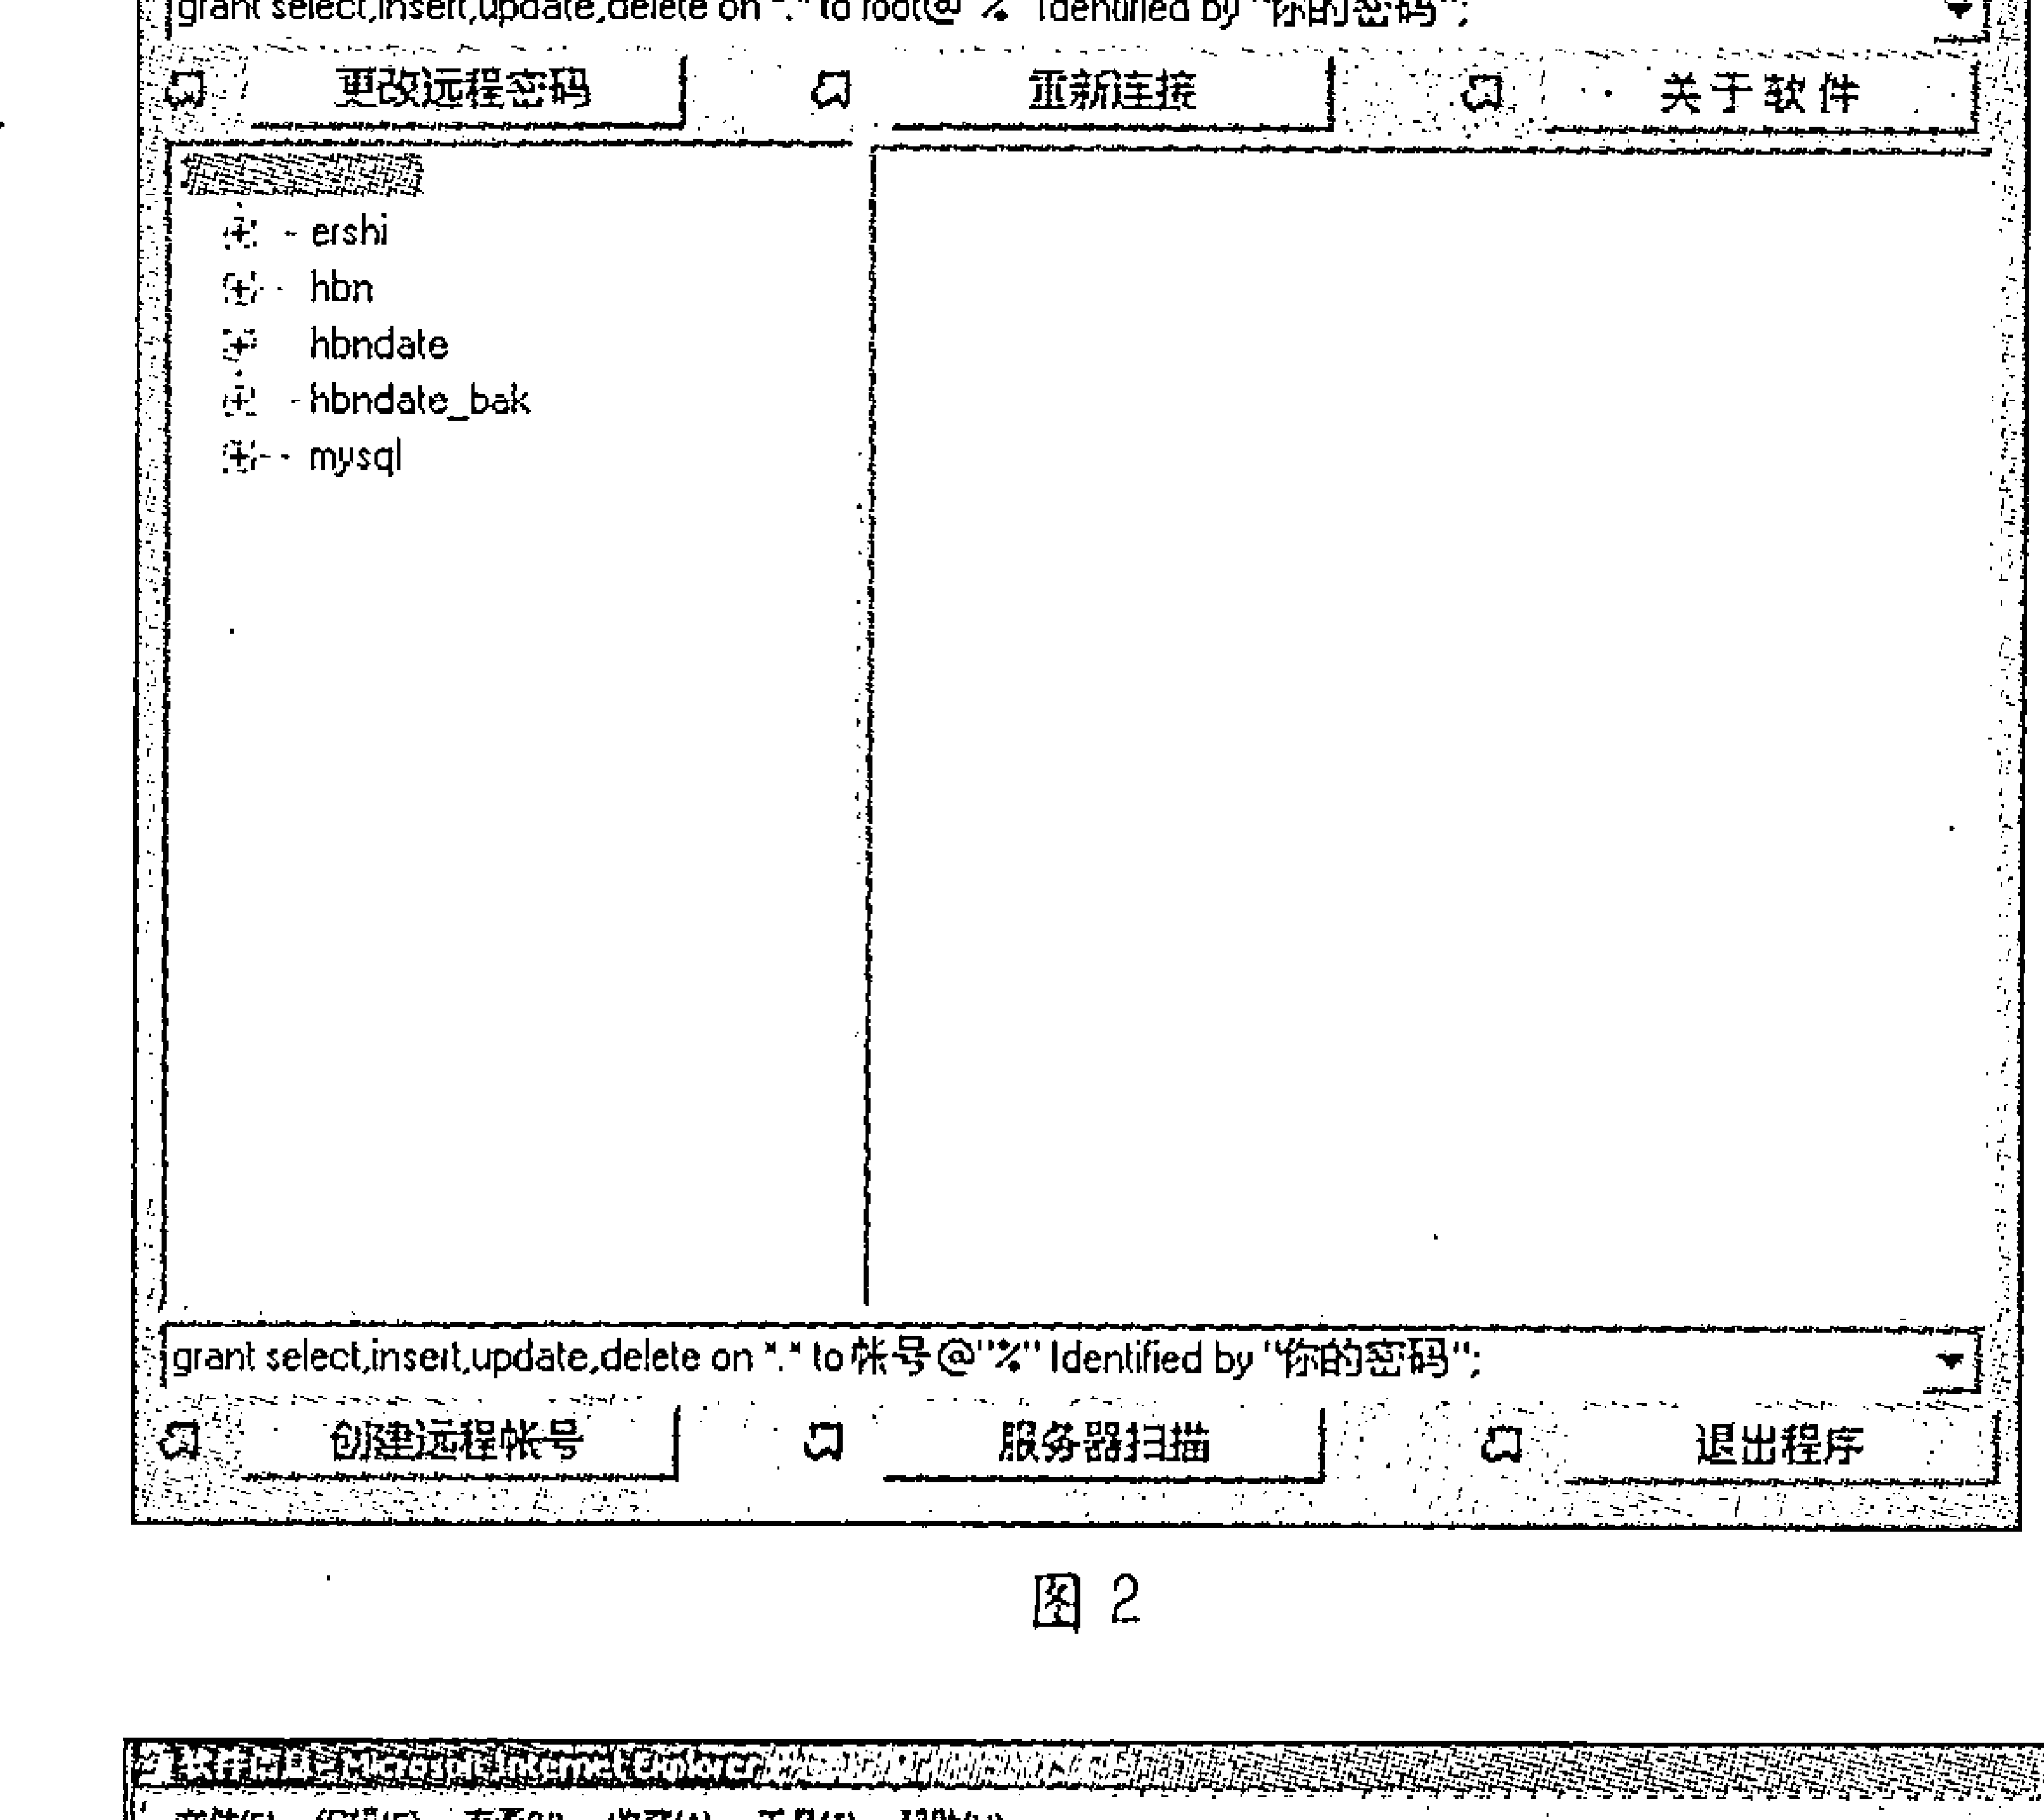 grant select,insert,update,delete on *.* to root@"%" Identified by "你的密码";
更改远程密码 重新连接 关于软件
ershi
hbn
hbndate
hbndate_bak
mysql
grant select,insert,update,delete on *.* to 帐号@"%" Identified by "你的密码";
创建远程帐号 服务器扫描 退出程序
图 2
Microsoft Internet Explorer